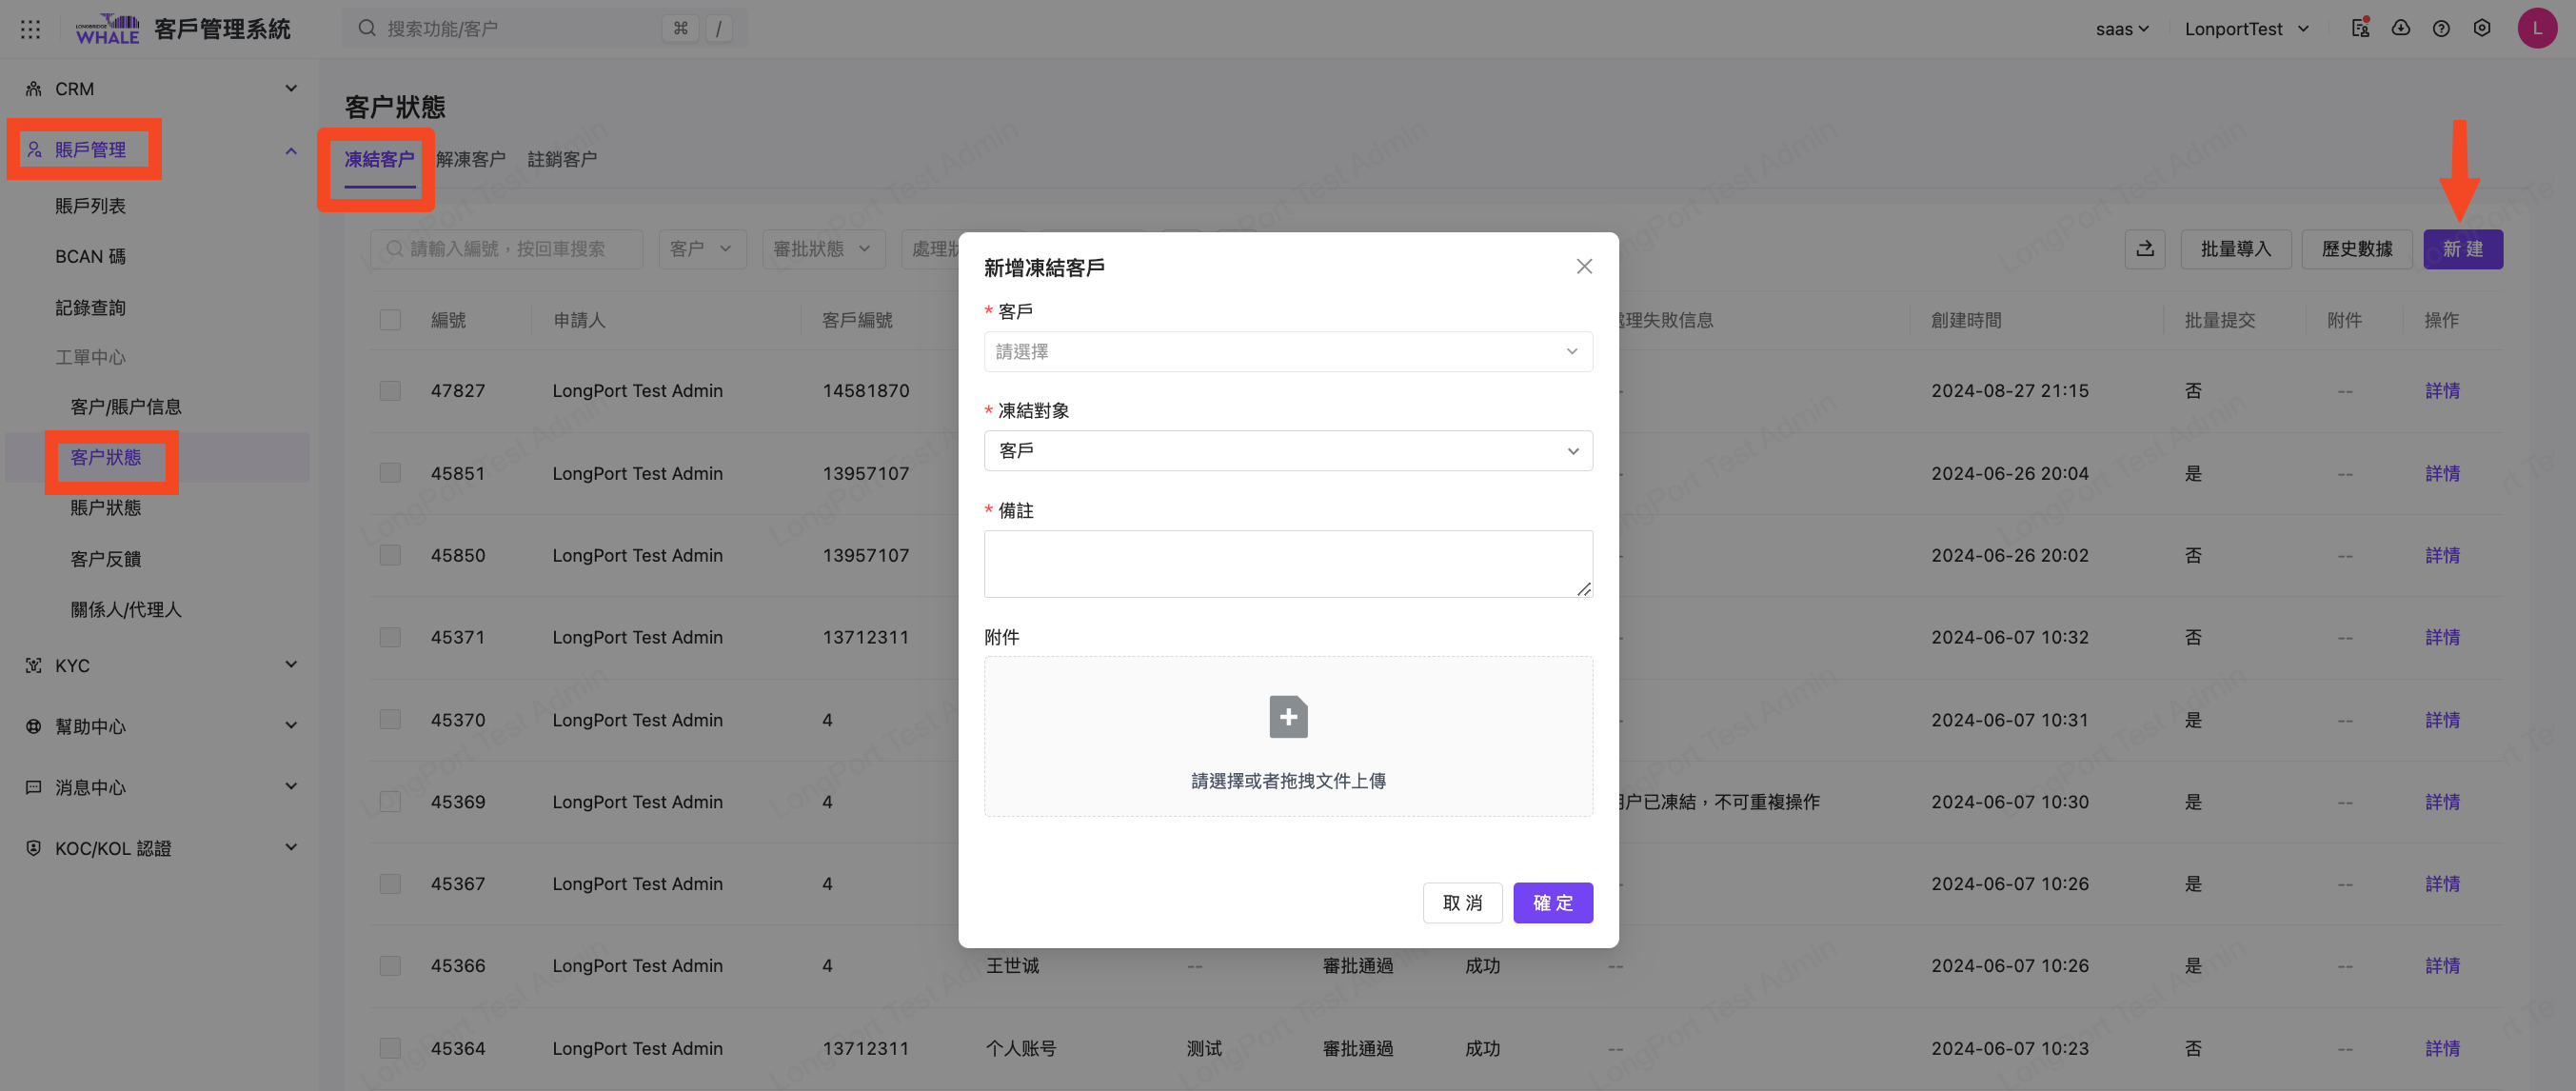 LONGBRIDGE WHALE 客戶管理系統 搜索功能/客户 ⌘ / saas LonportTest L
CRM
賬戶管理
賬戶列表
BCAN 碼
記錄查詢
工單中心
客户/賬户信息
客户狀態
賬户狀態
客户反饋
關係人/代理人
KYC
幫助中心
消息中心
KOC/KOL 認證
客户狀態
凍結客户 解凍客户 註銷客户
請輸入編號，按回車搜索 客户 審批狀態 處理狀 批量導入 歷史數據 新 建
編號 申請人 客戶編號 處理失敗信息 創建時間 批量提交 附件 操作
47827 LongPort Test Admin 14581870 -- 2024-08-27 21:15 否 -- 詳情
45851 LongPort Test Admin 13957107 -- 2024-06-26 20:04 是 -- 詳情
45850 LongPort Test Admin 13957107 -- 2024-06-26 20:02 否 -- 詳情
45371 LongPort Test Admin 13712311 -- 2024-06-07 10:32 否 -- 詳情
45370 LongPort Test Admin 4 -- 2024-06-07 10:31 是 -- 詳情
45369 LongPort Test Admin 4 用户已凍結，不可重複操作 2024-06-07 10:30 是 -- 詳情
45367 LongPort Test Admin 4 -- 2024-06-07 10:26 是 -- 詳情
45366 LongPort Test Admin 4 王世诚 -- 審批通過 成功 -- 2024-06-07 10:26 是 -- 詳情
45364 LongPort Test Admin 13712311 个人账号 测试 審批通過 成功 -- 2024-06-07 10:23 否 -- 詳情
新增凍結客戶
* 客戶
請選擇
* 凍結對象
客戶
* 備註
附件
請選擇或者拖拽文件上傳
取 消 確 定
LongPort Test Admin